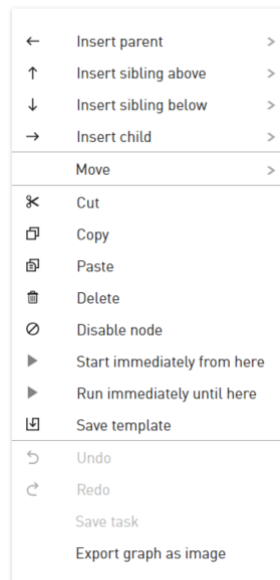 Insert parent
Insert sibling above
Insert sibling below
Insert child
Move
Cut
Copy
Paste
Delete
Disable node
Start immediately from here
Run immediately until here
Save template
Undo
Redo
Save task
Export graph as image